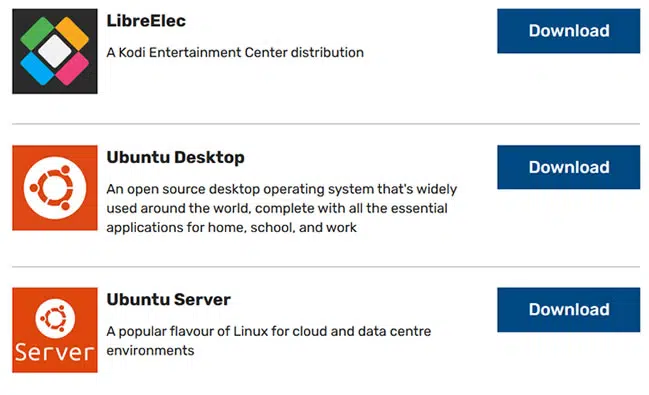 LibreElec
Download
A Kodi Entertainment Center distribution
Ubuntu Desktop
Download
An open source desktop operating system that's widely
used around the world, complete with all the essential
applications for home, school, and work
Ubuntu Server
Download
A popular flavour of Linux for cloud and data centre
environments
Server